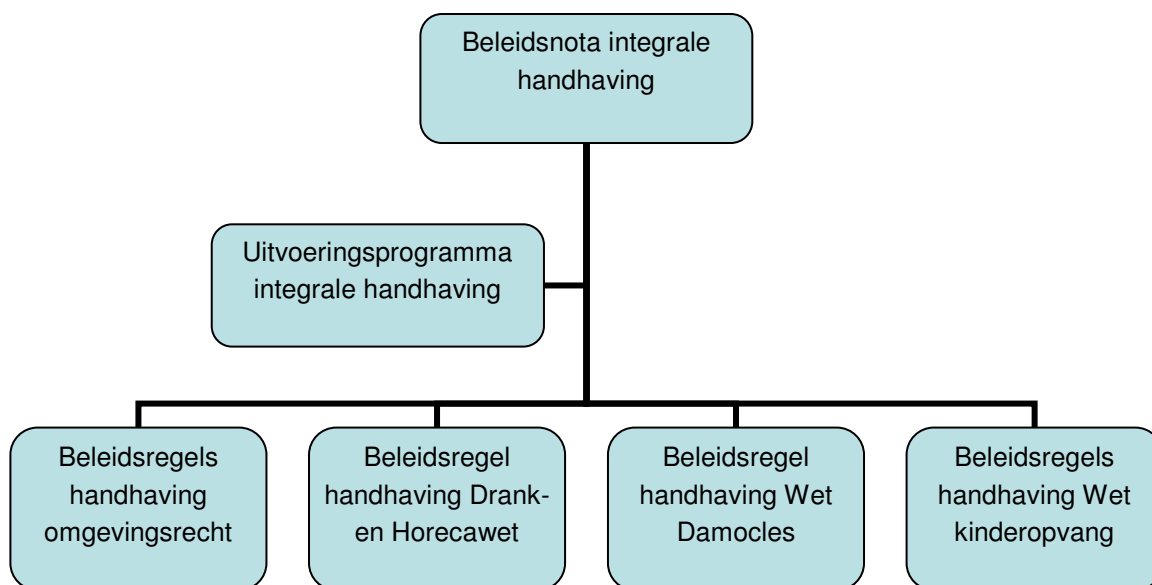 Beleidsnota integrale
handhaving
Uitvoeringsprogramma
integrale handhaving
Beleidsregels
handhaving
omgevingsrecht
Beleidsregel
handhaving Drank-
en Horecawet
Beleidsregel
handhaving Wet
Damocles
Beleidsregels
handhaving Wet
kinderopvang